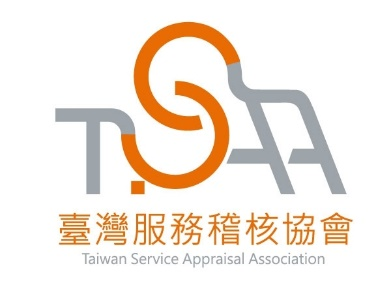 TSAA
臺灣服務稽核協會
Taiwan Service Appraisal Association